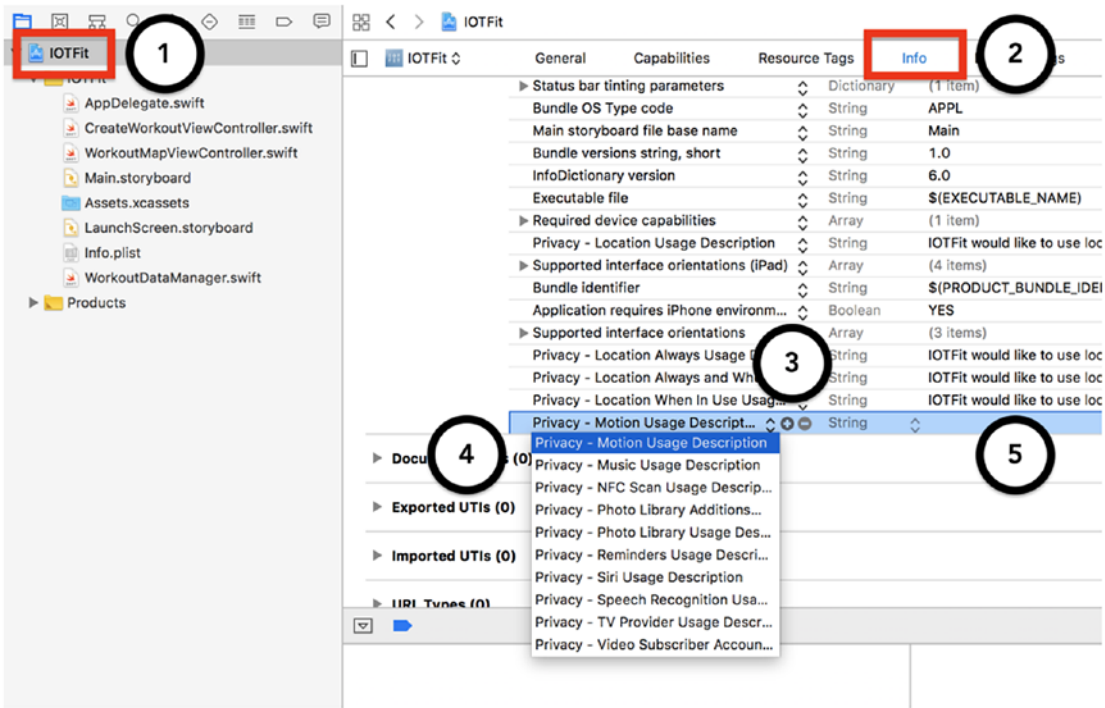 IOTFit
IOTFit
1
2
IOTFit
General Capabilities Resource Tags Info
IOTFit
AppDelegate.swift
CreateWorkoutViewController.swift
WorkoutMapViewController.swift
Main.storyboard
Assets.xcassets
LaunchScreen.storyboard
Info.plist
WorkoutDataManager.swift
Products
Status bar tinting parameters Dictionary (1 item)
Bundle OS Type code String APPL
Main storyboard file base name String Main
Bundle versions string, short String 1.0
InfoDictionary version String 6.0
Executable file String $(EXECUTABLE_NAME)
Required device capabilities Array (1 item)
Privacy - Location Usage Description String IOTFit would like to use loc
Supported interface orientations (iPad) Array (4 items)
Bundle identifier String $(PRODUCT_BUNDLE_IDEI
Application requires iPhone environm... Boolean YES
Supported interface orientations Array (3 items)
Privacy - Location Always Usage String IOTFit would like to use loc
3
Privacy - Location Always and String IOTFit would like to use loc
Privacy - Location When In Use Usag... String IOTFit would like to use loc
Privacy - Motion Usage Descript... String
4
5
Privacy - Motion Usage Description
Privacy - Music Usage Description
Privacy - NFC Scan Usage Descrip...
Privacy - Photo Library Additions...
Privacy - Photo Library Usage Des...
Privacy - Reminders Usage Descri...
Privacy - Siri Usage Description
Privacy - Speech Recognition Usa...
Privacy - TV Provider Usage Descr...
Privacy - Video Subscriber Accoun...
(0)
Exported UTIs (0)
Imported UTIs (0)
URL Types (0)